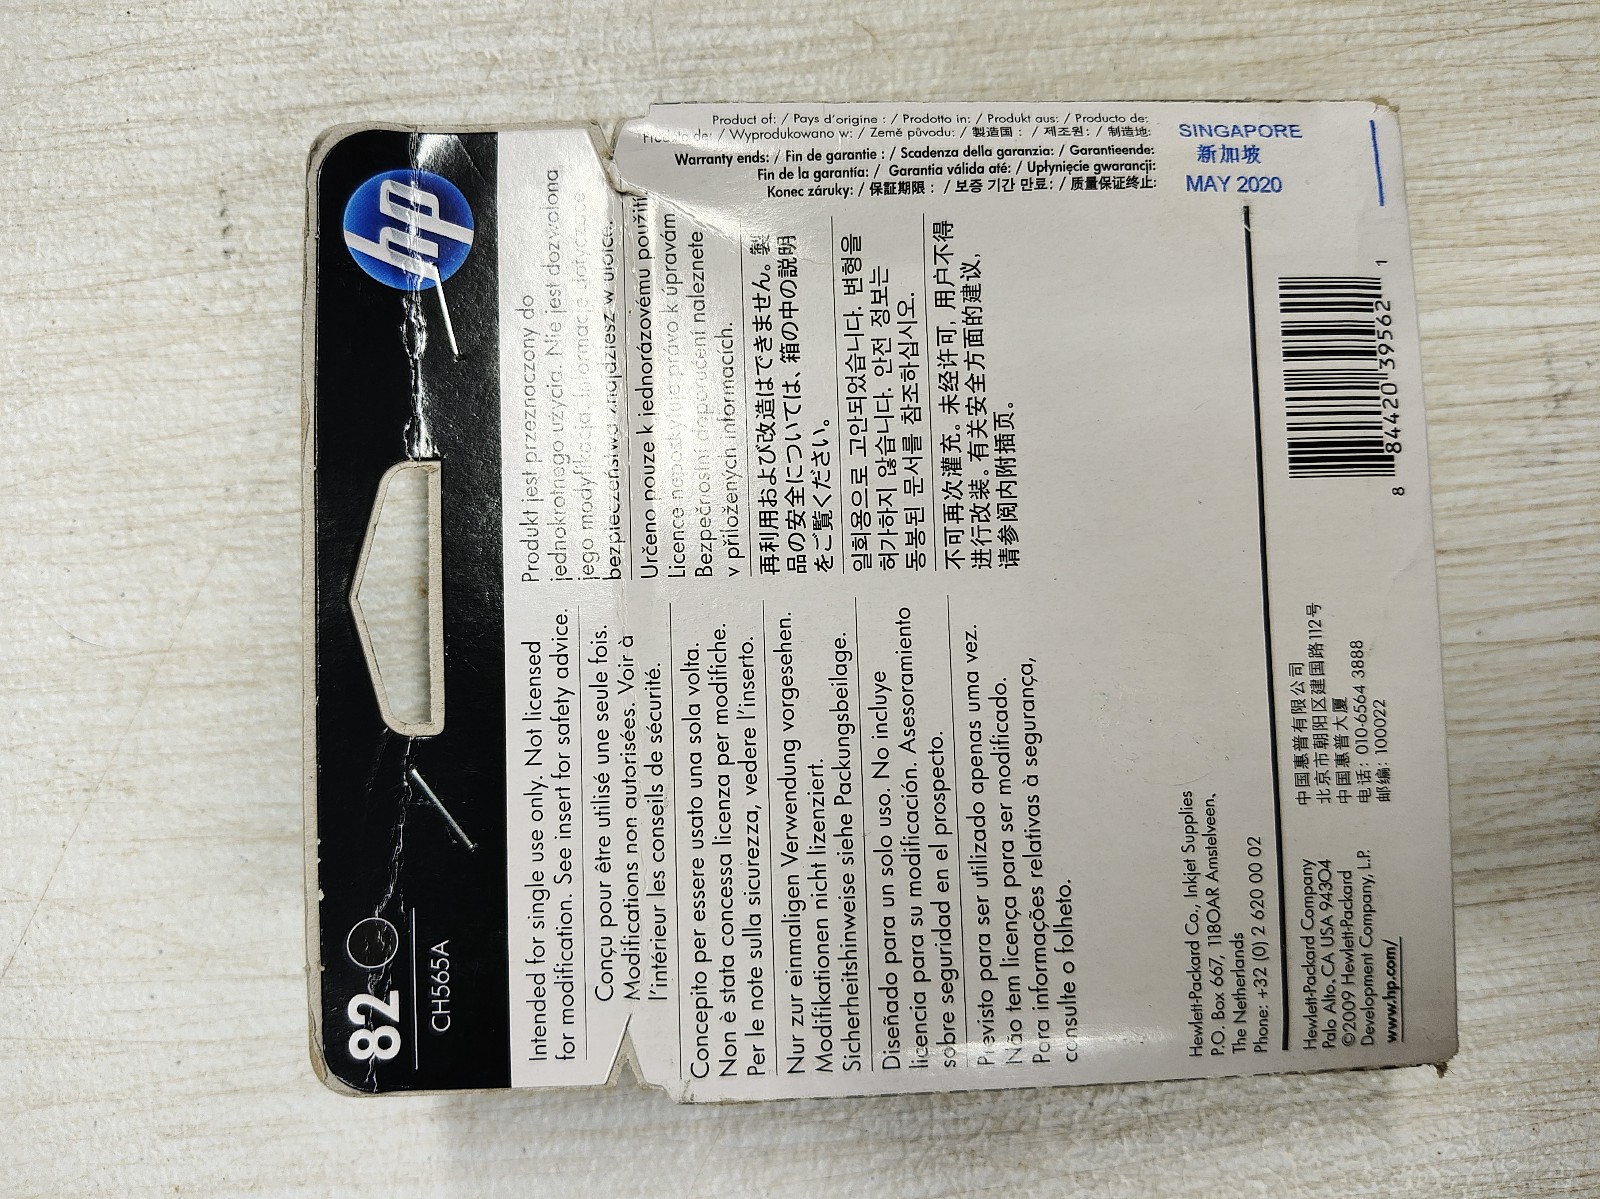 hp
82
CH565A
Product of: / Pays d'origine : / Prodotto in: / Produkt aus: / Producto de:
Produto de: / Wyprodukowano w: / Země původu: / 製造国 : / 제조원: / 制造地:
SINGAPORE
新加坡
Warranty ends: / Fin de garantie : / Scadenza della garanzia: / Garantieende:
Fin de la garantía: / Garantia válida até: / Upłynięcie gwarancji:
Konec záruky: / 保証期限 : / 보증 기간 만료: / 质量保证终止:
MAY 2020
Intended for single use only. Not licensed
for modification. See insert for safety advice.
Conçu pour être utilisé une seule fois.
Modifications non autorisées. Voir à
l'intérieur les conseils de sécurité.
Concepito per essere usato una sola volta.
Non è stata concessa licenza per modifiche.
Per le note sulla sicurezza, vedere l'inserto.
Nur zur einmaligen Verwendung vorgesehen.
Modifikationen nicht lizenziert.
Sicherheitshinweise siehe Packungsbeilage.
Diseñado para un solo uso. No incluye
licencia para su modificación. Asesoramiento
sobre seguridad en el prospecto.
Previsto para ser utilizado apenas uma vez.
Não tem licença para ser modificado.
Para informações relativas à segurança,
consulte o folheto.
Produkt jest przeznaczony do
jednokrotnego użycia. Nie jest dozwolona
jego modyfikacja. Informacje dotyczące
bezpieczeństwa znajdziesz w ulotce.
Určeno pouze k jednorázovému použití.
Licence neposkytuje právo k úpravám.
Bezpečnostní doporučení naleznete
v přiložených informacích.
再利用および改造はできません。製
品の安全については、箱の中の説明
をご覧ください。
일회용으로 고안되었습니다. 변형을
허가하지 않습니다. 안전 정보는
동봉된 문서를 참조하십시오.
不可再次灌充。未经许可, 用户不得
进行改装。有关安全方面的建议,
请参阅内附插页。
Hewlett-Packard Co., Inkjet Supplies
P.O. Box 667, 1180AR Amstelveen,
The Netherlands
Phone: +32 (0) 2 620 00 02
Hewlett-Packard Company
Palo Alto, CA USA 94304
©2009 Hewlett-Packard
Development Company, L.P.
www.hp.com/
中国惠普有限公司
北京市朝阳区建国路112号
中国惠普大厦
电话: 010-6564 3888
邮编: 100022
8 84420 39562 1